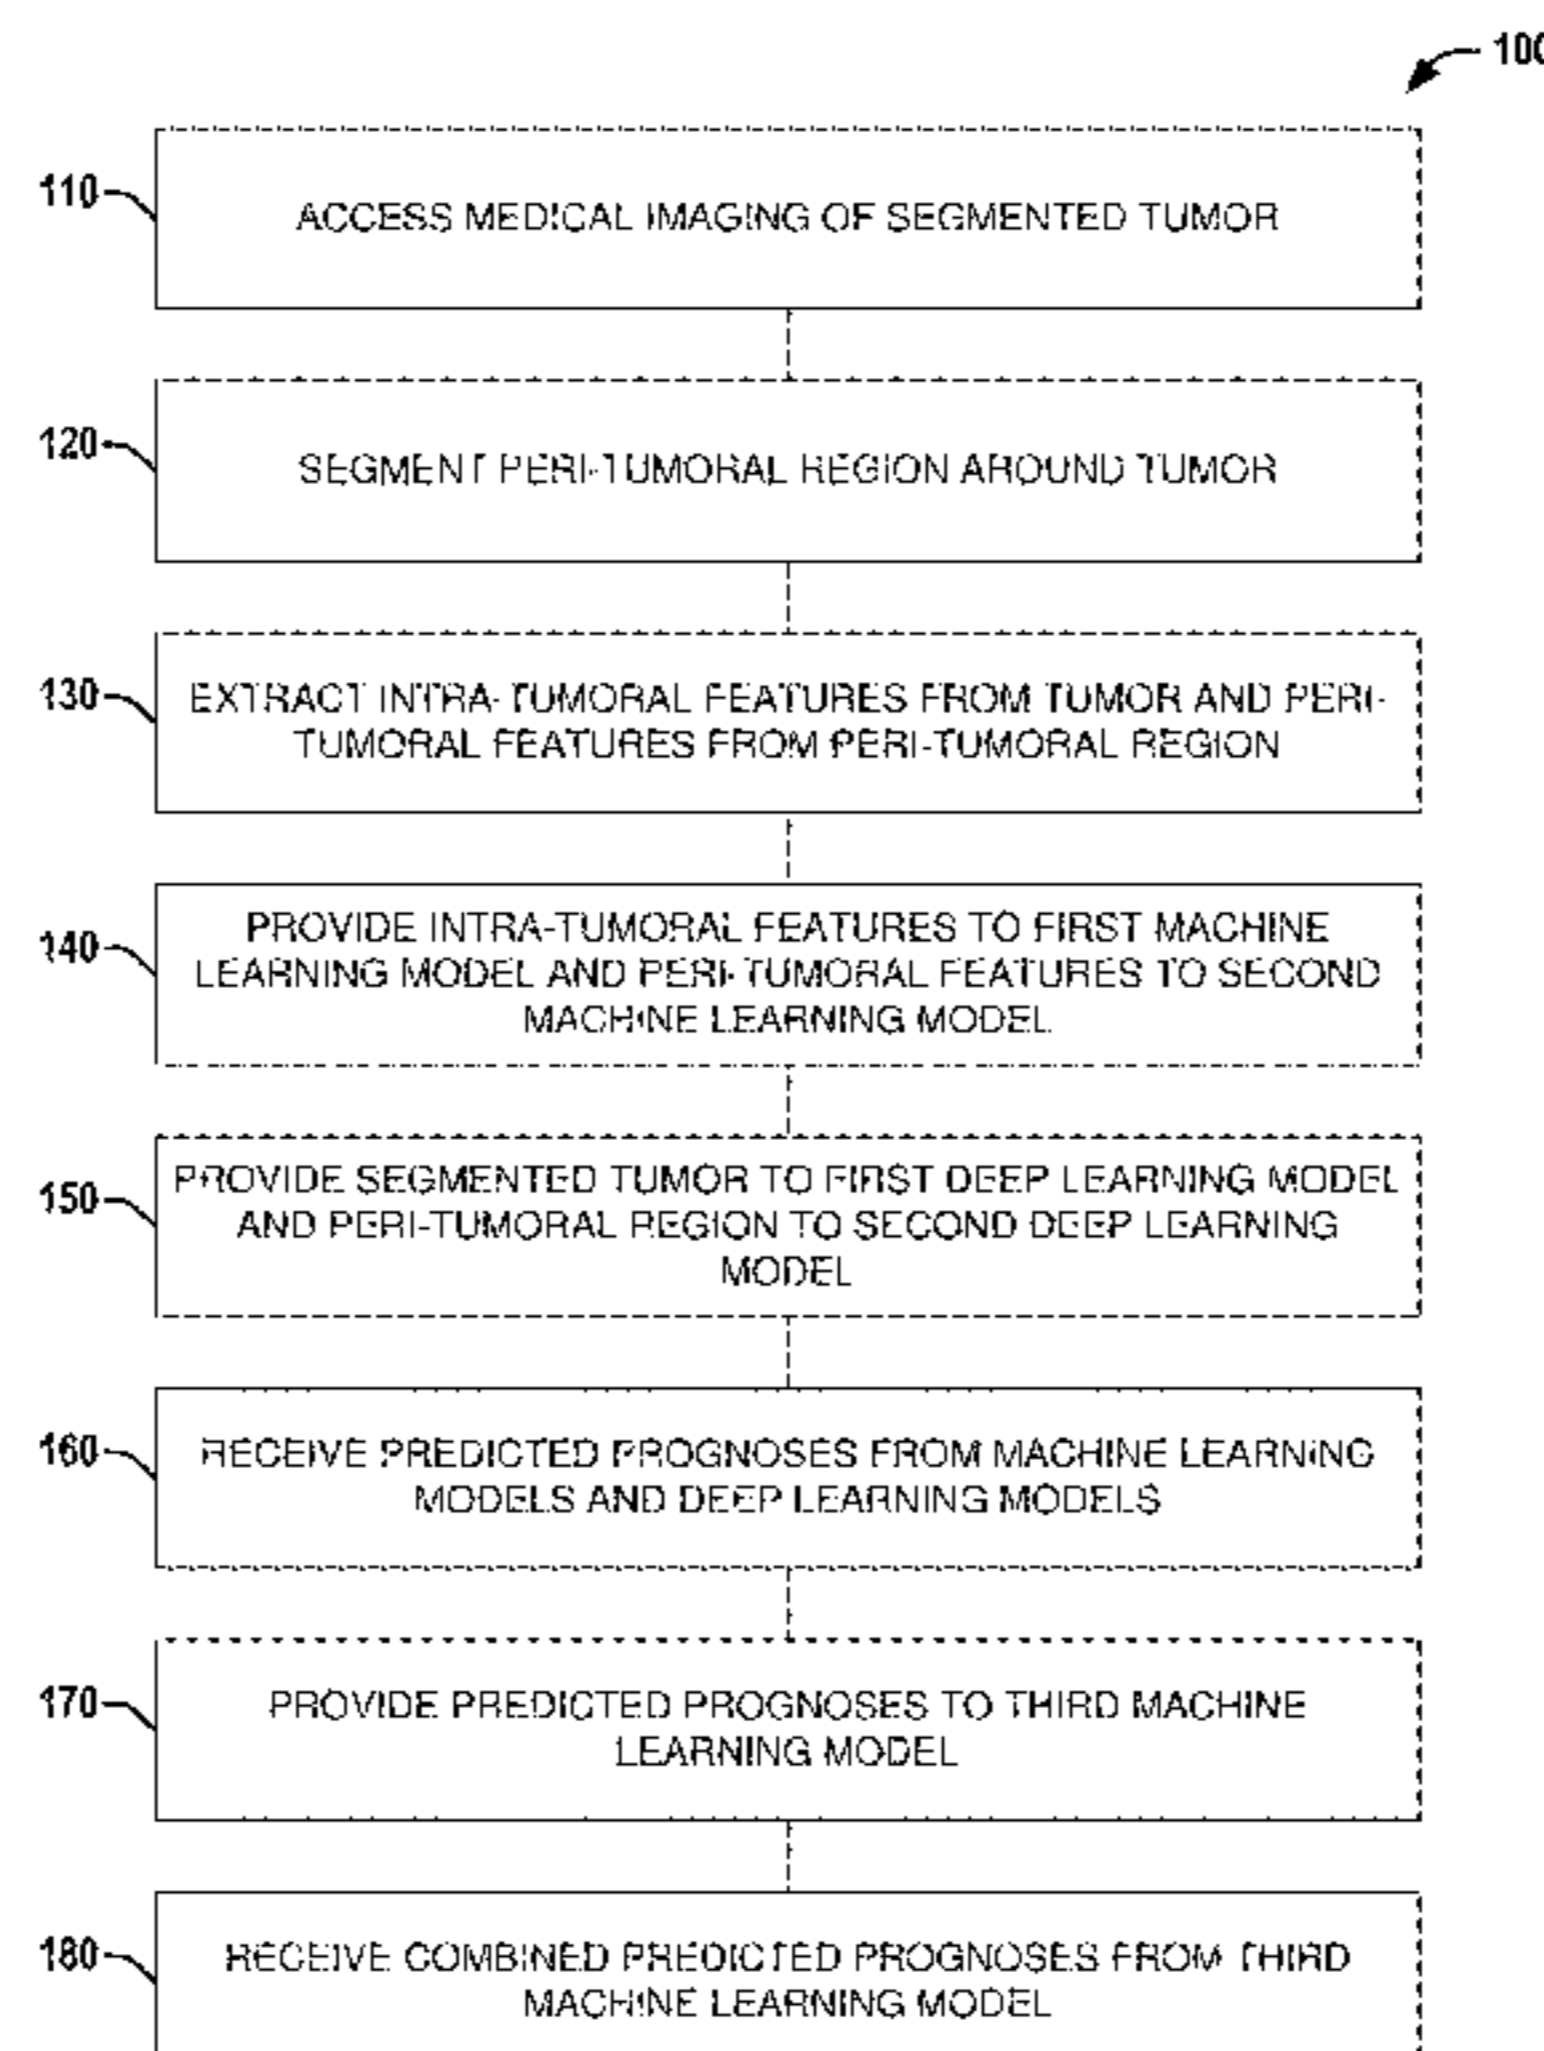 100
110
ACCESS MEDICAL IMAGING OF SEGMENTED TUMOR
120
SEGMENT PERI-TUMORAL REGION AROUND TUMOR
130
EXTRACT INTRA-TUMORAL FEATURES FROM TUMOR AND PERI-
TUMORAL FEATURES FROM PERI-TUMORAL REGION
140
PROVIDE INTRA-TUMORAL FEATURES TO FIRST MACHINE
LEARNING MODEL AND PERI-TUMORAL FEATURES TO SECOND
MACHINE LEARNING MODEL
150
PROVIDE SEGMENTED TUMOR TO FIRST DEEP LEARNING MODEL
AND PERI-TUMORAL REGION TO SECOND DEEP LEARNING
MODEL
160
RECEIVE PREDICTED PROGNOSES FROM MACHINE LEARNING
MODELS AND DEEP LEARNING MODELS
170
PROVIDE PREDICTED PROGNOSES TO THIRD MACHINE
LEARNING MODEL
180
RECEIVE COMBINED PREDICTED PROGNOSES FROM THIRD
MACHINE LEARNING MODEL